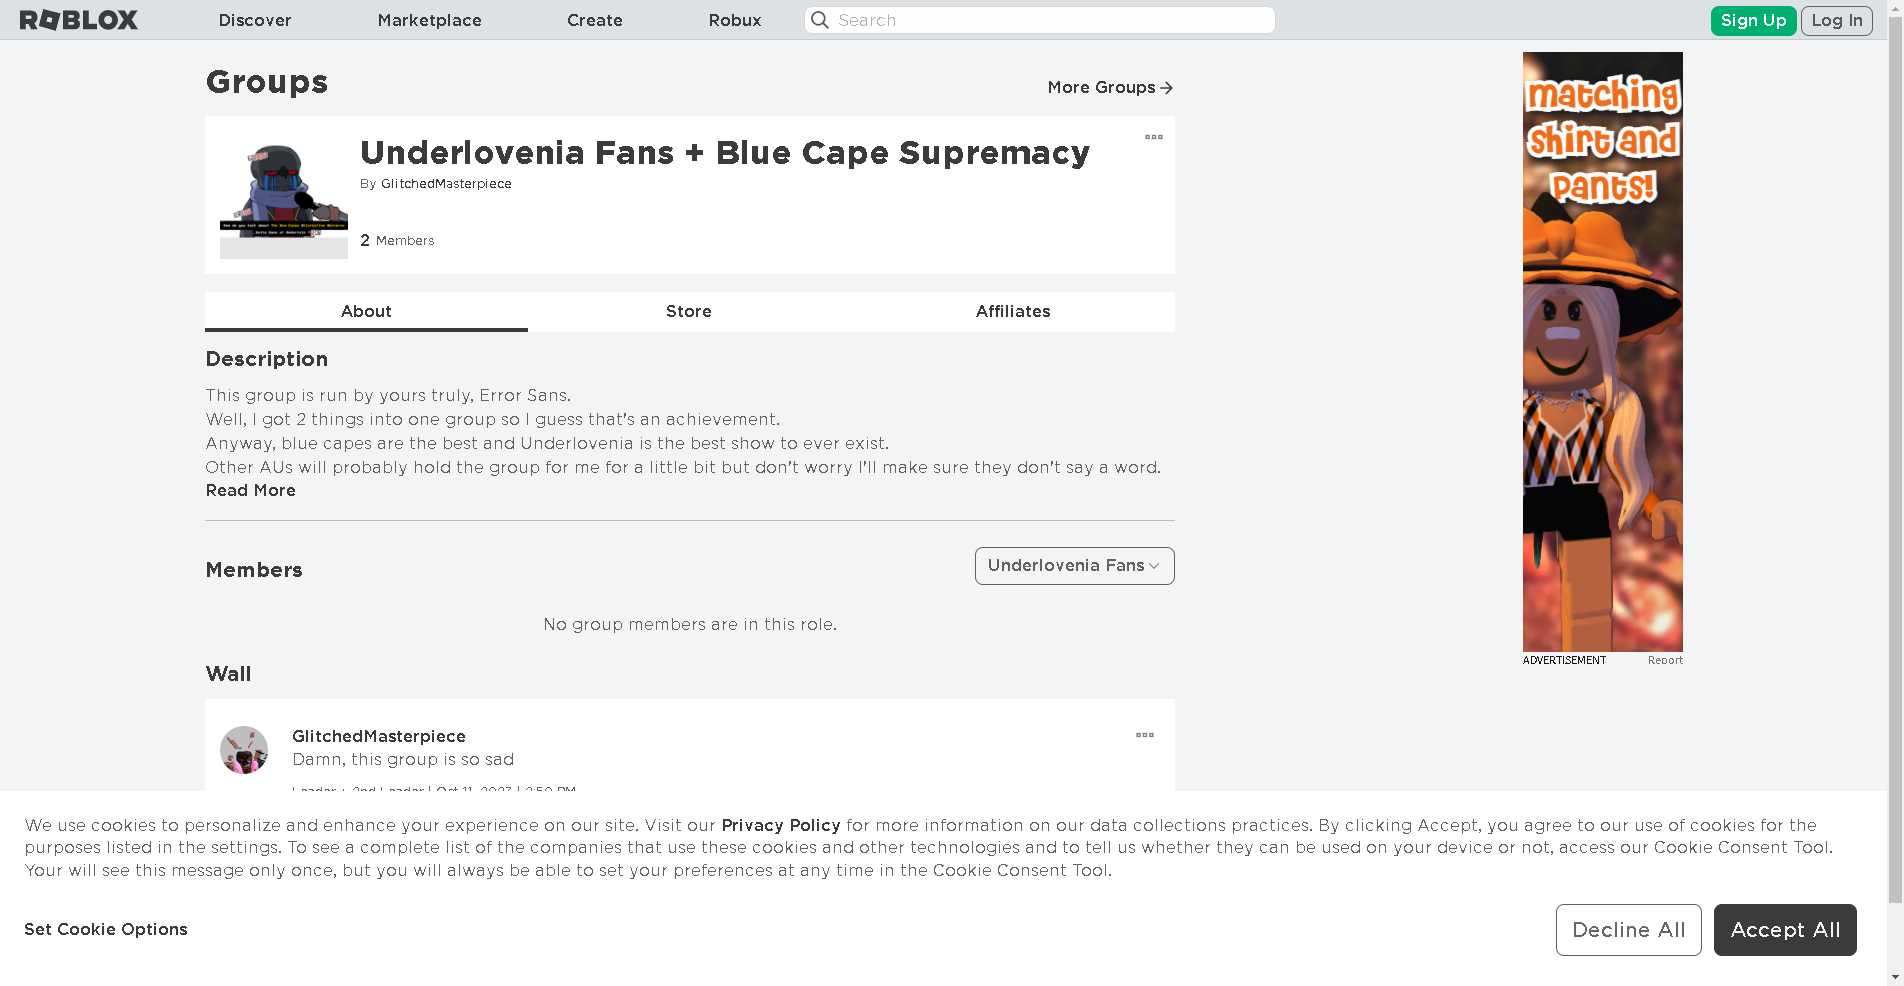 ROBLOX
Discover
Marketplace
Create
Robux
Search
Sign Up
Log In
Groups
More Groups
Underlovenia Fans + Blue Cape Supremacy
By GlitchedMasterpiece
2 Members
About
Store
Affiliates
Description
This group is run by yours truly, Error Sans.
Well, I got 2 things into one group so I guess that's an achievement.
Anyway, blue capes are the best and Underlovenia is the best show to ever exist.
Other AUs will probably hold the group for me for a little bit but don't worry I'll make sure they don't say a word.
Read More
Members
Underlovenia Fans
No group members are in this role.
Wall
GlitchedMasterpiece
Damn, this group is so sad
Leader + 2nd Leader | Oct 11, 2023 | 2:50 PM
matching
shirt and
pants!
ADVERTISEMENT
Report
We use cookies to personalize and enhance your experience on our site. Visit our Privacy Policy for more information on our data collections practices. By clicking Accept, you agree to our use of cookies for the
purposes listed in the settings. To see a complete list of the companies that use these cookies and other technologies and to tell us whether they can be used on your device or not, access our Cookie Consent Tool.
Your will see this message only once, but you will always be able to set your preferences at any time in the Cookie Consent Tool.
Set Cookie Options
Decline All
Accept All